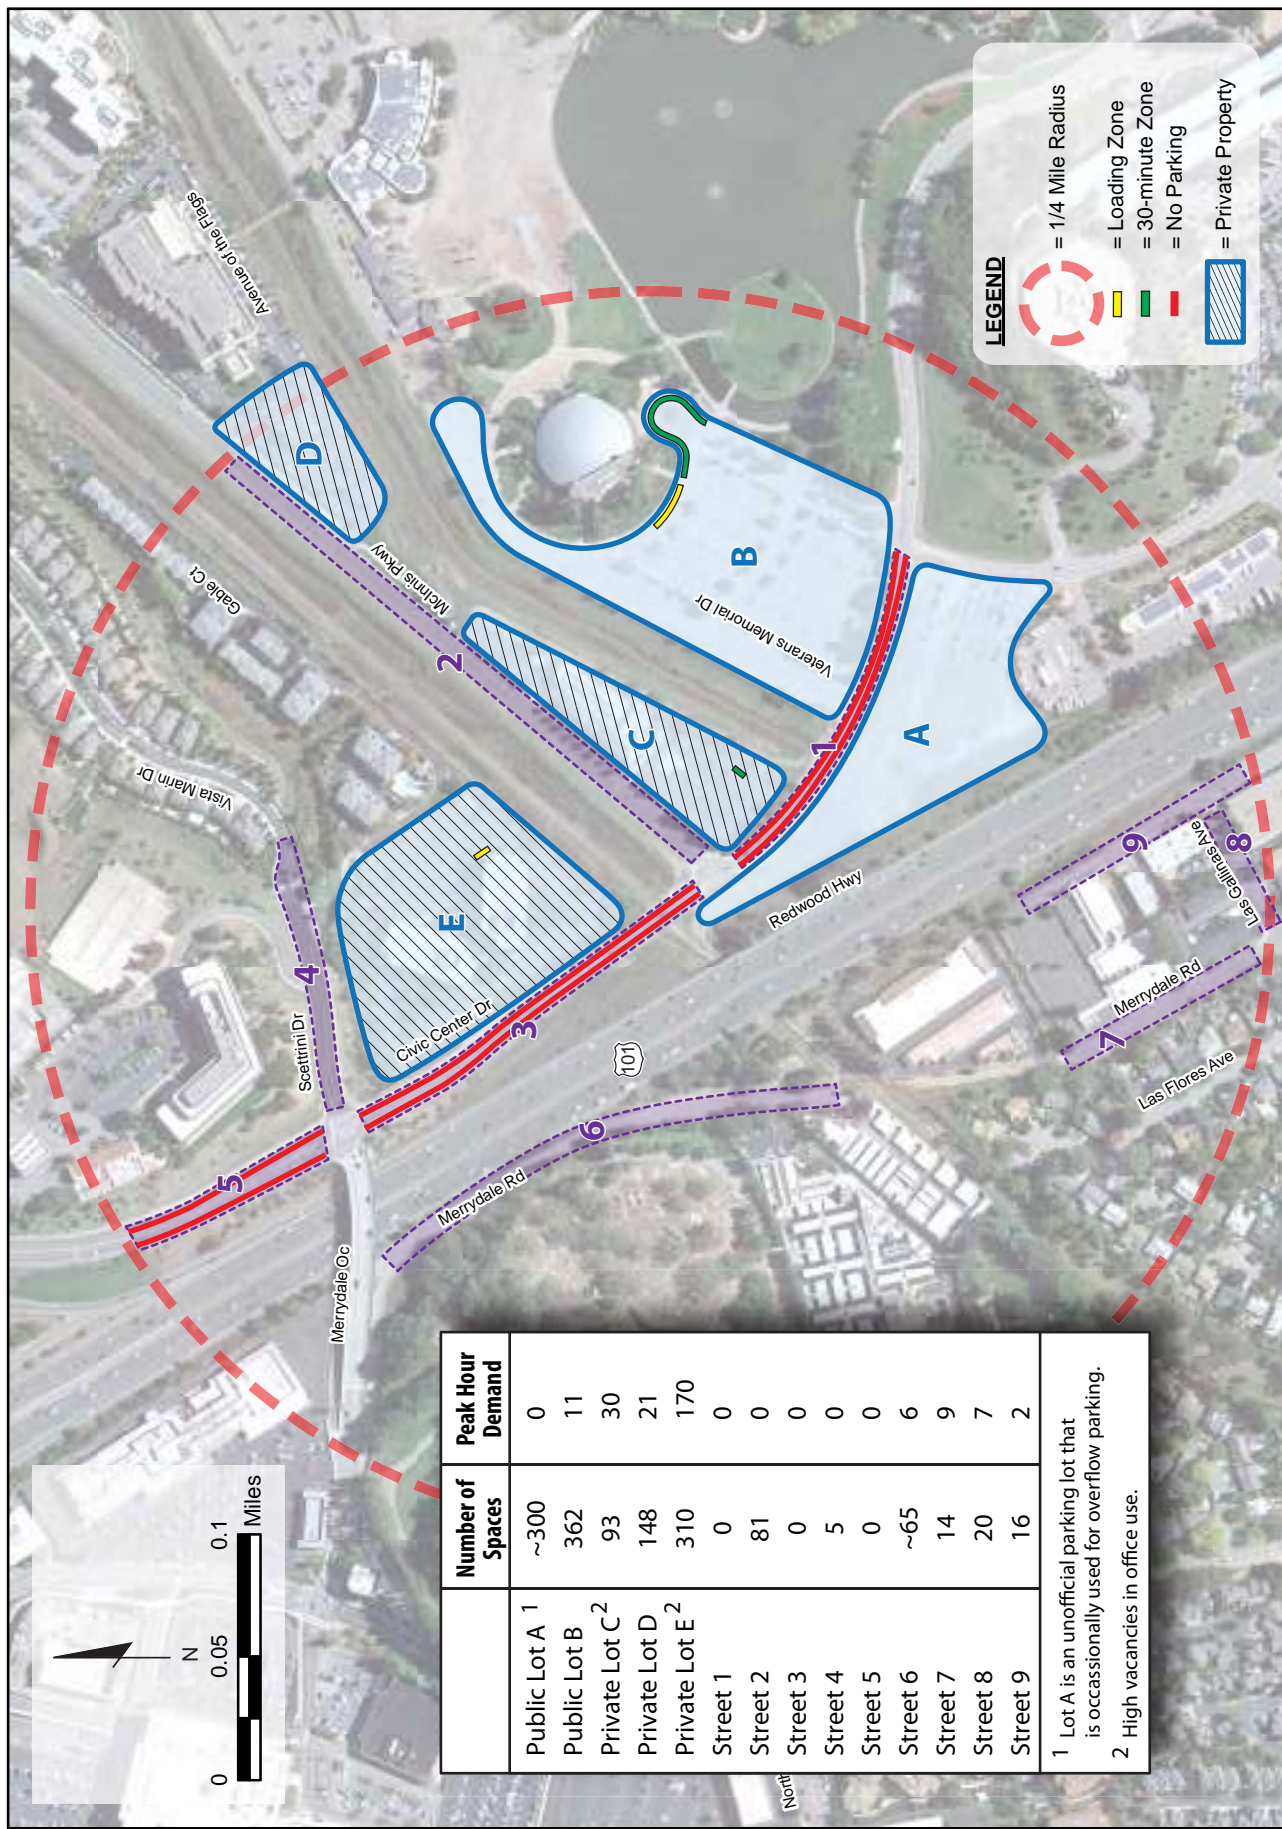 0 0.05 0.1
Miles
N
Number of Spaces Peak Hour Demand
Public Lot A 1 ~300 0
Public Lot B 362 11
Private Lot C 2 93 30
Private Lot D 148 21
Private Lot E 2 310 170
Street 1 0 0
Street 2 81 0
Street 3 0 0
Street 4 5 0
Street 5 0 0
Street 6 ~65 6
Street 7 14 9
Street 8 20 7
Street 9 16 2
1 Lot A is an unofficial parking lot that
is occassionally used for overflow parking.
2 High vacancies in office use.
LEGEND
= 1/4 Mile Radius
= Loading Zone
= 30-minute Zone
= No Parking
= Private Property
Avenue of the Flags
McInnis Pkwy
Gable Ct
Vista Marin Dr
Scettrini Dr
Civic Center Dr
Veterans Memorial Dr
Redwood Hwy
101
Merrydale Oc
Merrydale Rd
Merrydale Rd
Las Flores Ave
Las Gallinas Ave
North
A
B
C
D
E
1
2
3
4
5
6
7
8
9